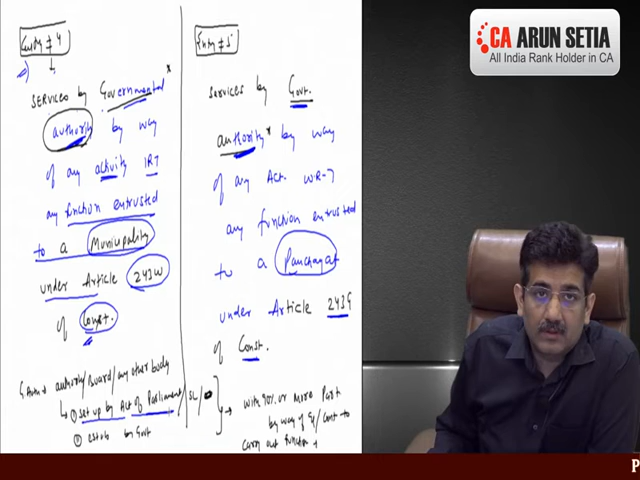 Entry # 4
SERVICES by Governmental*
authority by way
of any activity IRT
any function entrusted
to a Municipality
under Article 243W
of Const.
authority/Board/any other body
① set up by Act of Parliament/SL/
① estab by Govt
Entry # 5
Services by Govt.
authority* by way
of any Act. W.R.T
any function entrusted
to a Panchayat
under Article 243G
of Const.
with 90% or more Part
by way of Eq/Cont to
carry out function
CA ARUN SETIA
All India Rank Holder in CA
P